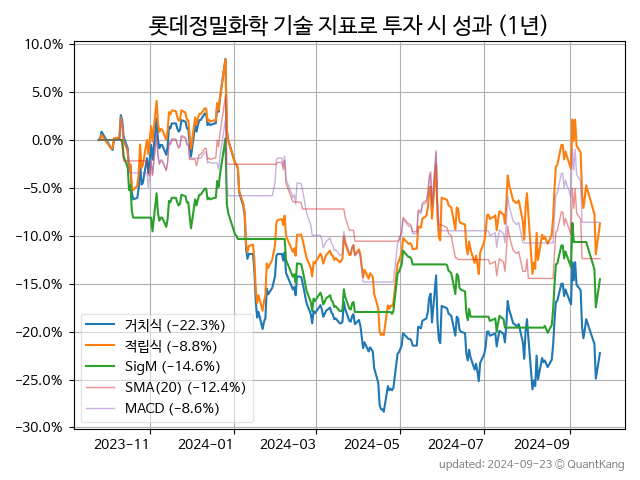 롯데정밀화학 기술 지표로 투자 시 성과 (1년)
10.0%
5.0%
0.0%
−5.0%
−10.0%
−15.0%
−20.0%
−25.0%
−30.0%
거치식 (−22.3%)
적립식 (−8.8%)
SigM (−14.6%)
SMA(20) (−12.4%)
MACD (−8.6%)
2023−11 2024−01 2024−03 2024−05 2024−07 2024−09
updated: 2024−09−23 ⓒ QuantKang